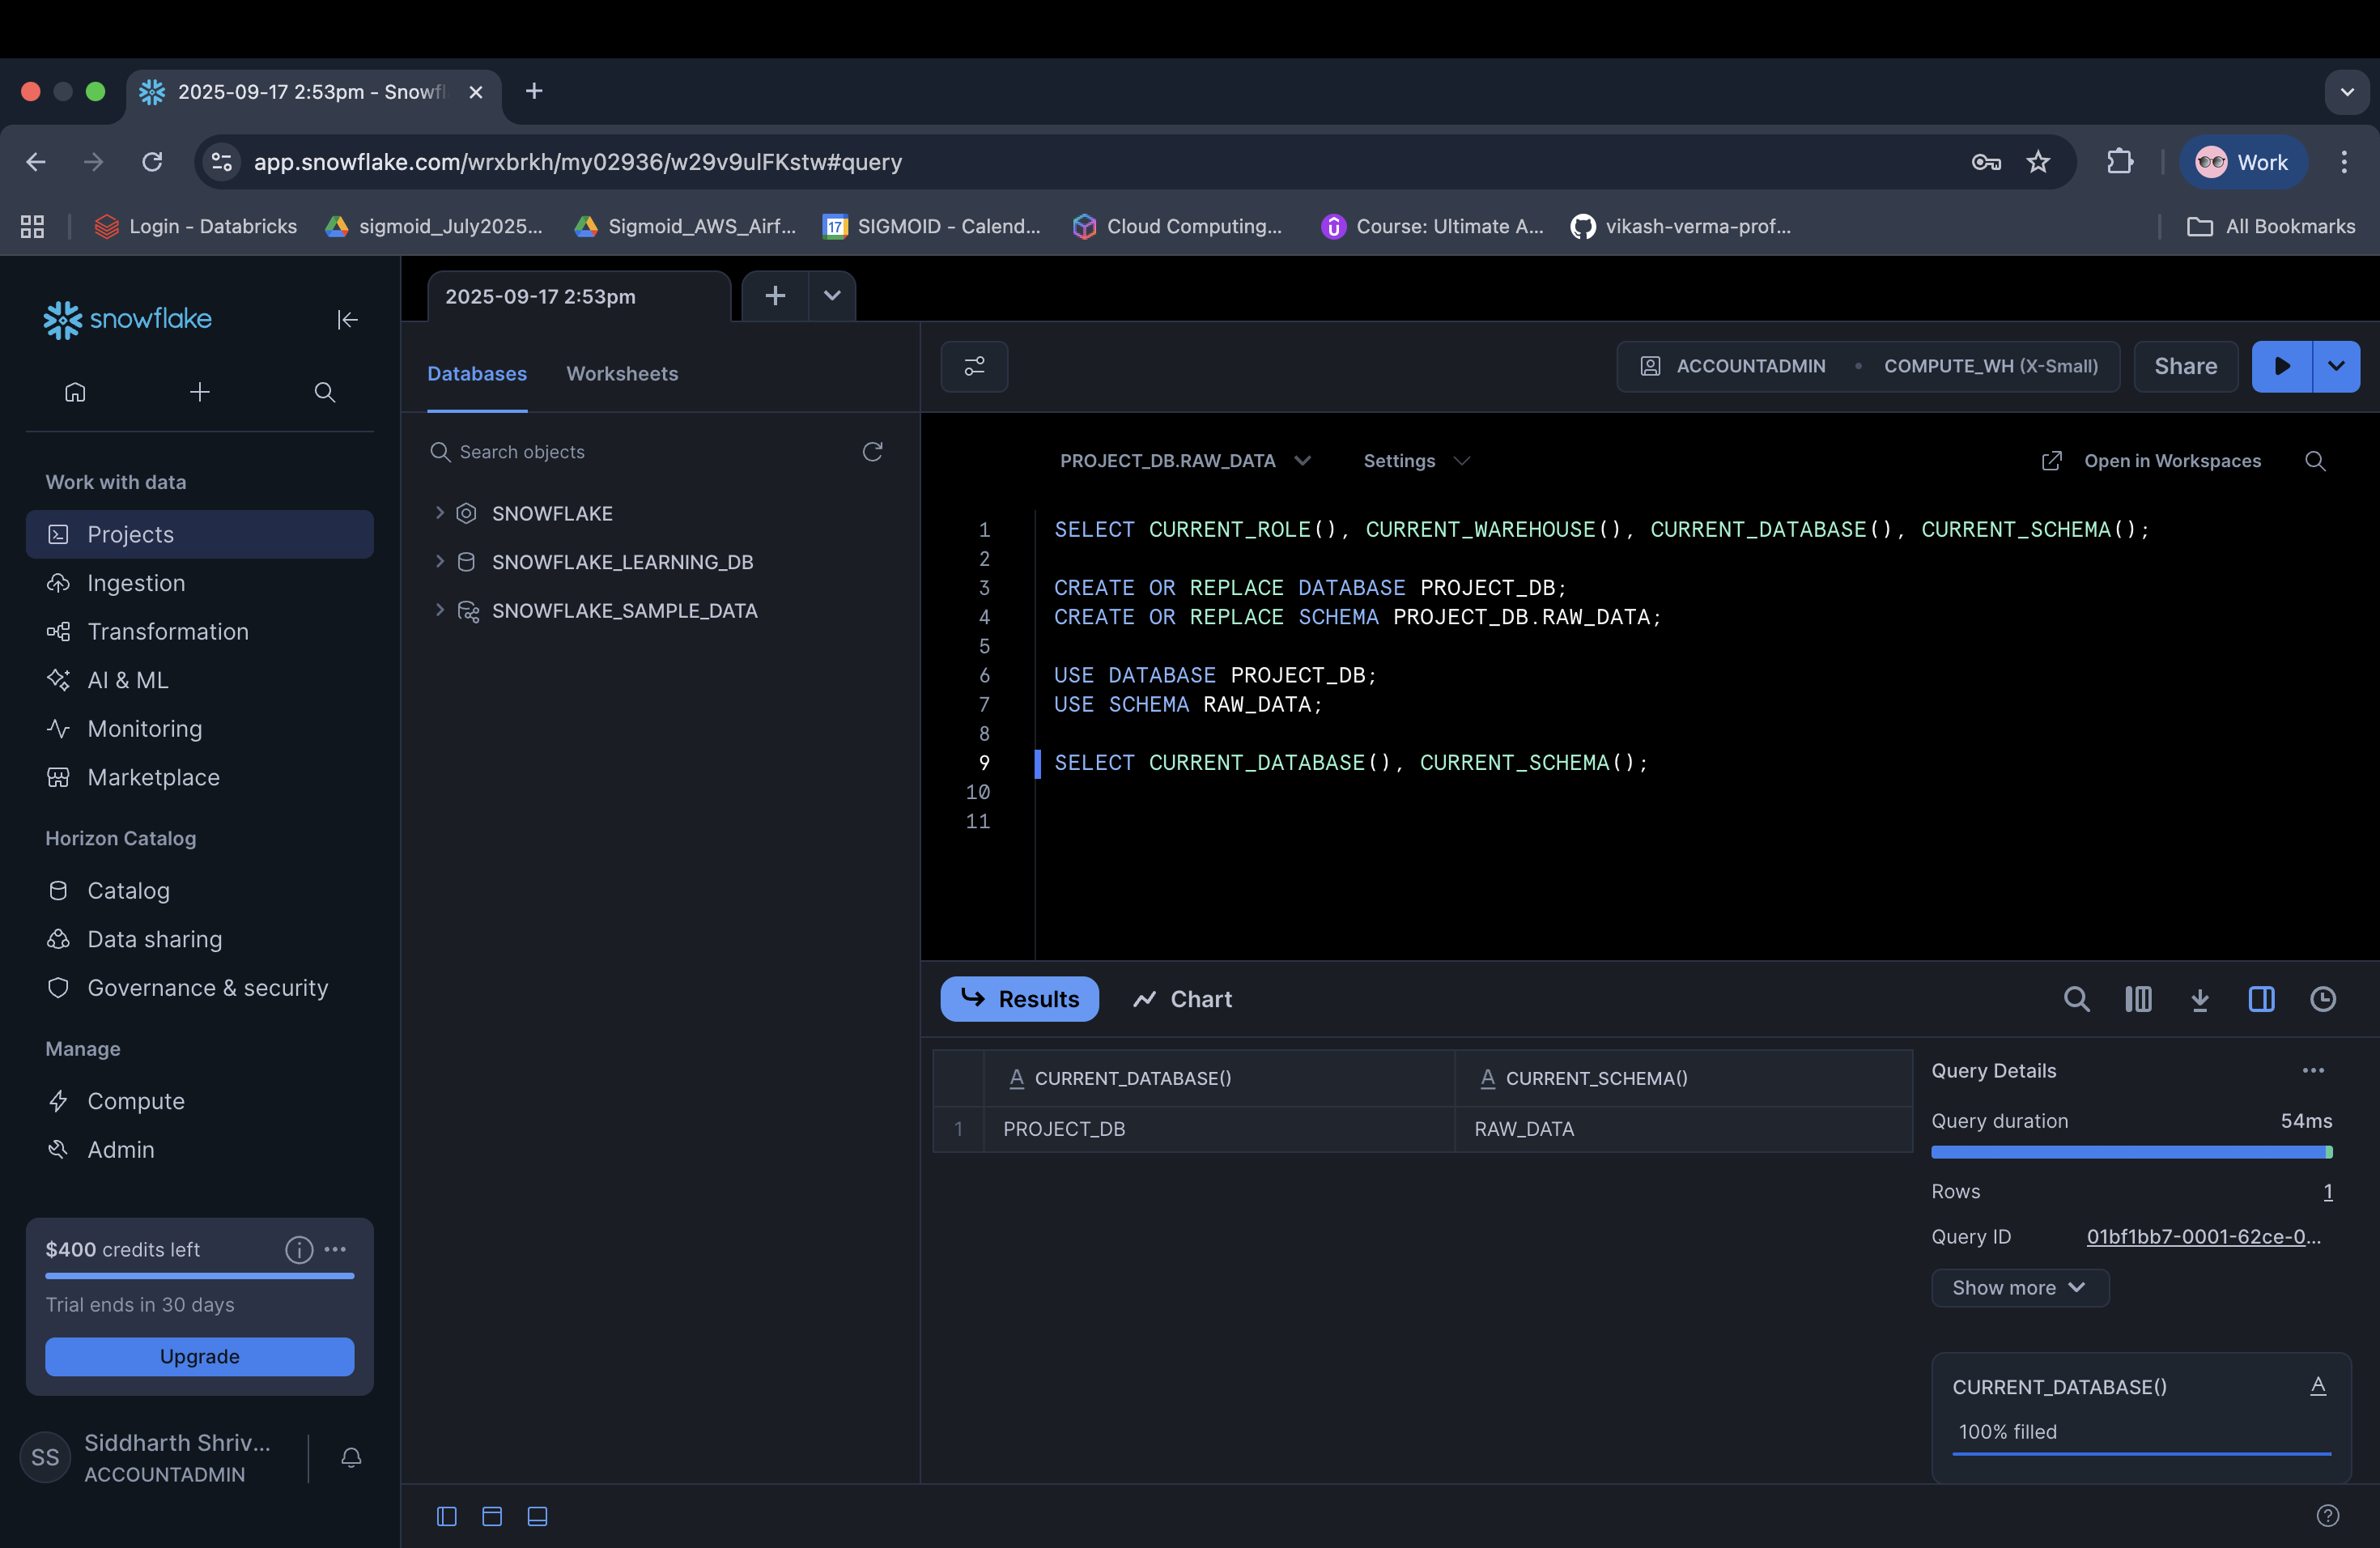 2025-09-17 2:53pm - Snowfl
app.snowflake.com/wrxbrkh/my02936/w29v9ulFKstw#query
Work
Login - Databricks
sigmoid_July2025...
Sigmoid_AWS_Airf...
17
SIGMOID - Calend...
Cloud Computing...
Course: Ultimate A...
vikash-verma-prof...
All Bookmarks
snowflake
Work with data
Projects
Ingestion
Transformation
AI & ML
Monitoring
Marketplace
Horizon Catalog
Catalog
Data sharing
Governance & security
Manage
Compute
Admin
$400 credits left
Trial ends in 30 days
Upgrade
SS
Siddharth Shriv...
ACCOUNTADMIN
2025-09-17 2:53pm
Databases
Worksheets
Search objects
SNOWFLAKE
SNOWFLAKE_LEARNING_DB
SNOWFLAKE_SAMPLE_DATA
ACCOUNTADMIN • COMPUTE_WH (X-Small)
Share
PROJECT_DB.RAW_DATA
Settings
Open in Workspaces
1 SELECT CURRENT_ROLE(), CURRENT_WAREHOUSE(), CURRENT_DATABASE(), CURRENT_SCHEMA();
2
3 CREATE OR REPLACE DATABASE PROJECT_DB;
4 CREATE OR REPLACE SCHEMA PROJECT_DB.RAW_DATA;
5
6 USE DATABASE PROJECT_DB;
7 USE SCHEMA RAW_DATA;
8
9 SELECT CURRENT_DATABASE(), CURRENT_SCHEMA();
10
11
Results
Chart
A CURRENT_DATABASE()
A CURRENT_SCHEMA()
1 PROJECT_DB RAW_DATA
Query Details
Query duration 54ms
Rows 1
Query ID 01bf1bb7-0001-62ce-0...
Show more
CURRENT_DATABASE() A
100% filled